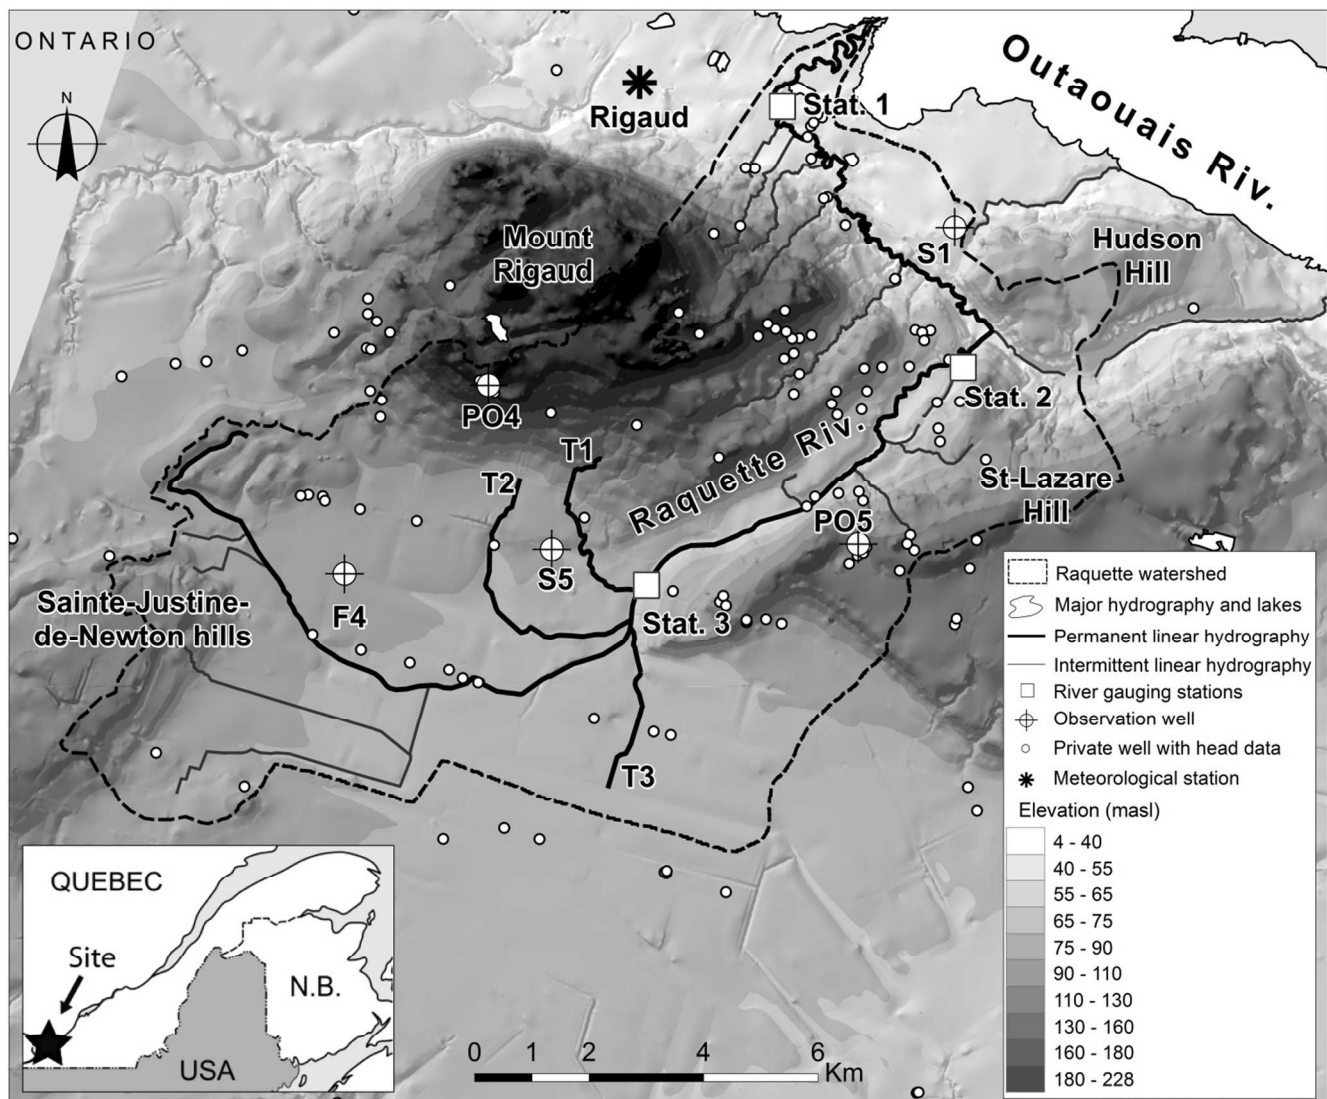 ONTARIO
N
Rigaud
Stat. 1
Outaouais Riv.
Mount
Rigaud
S1
Hudson
Hill
PO4
Stat. 2
T1
T2
Raquette Riv.
St-Lazare
Hill
PO5
S5
F4
Sainte-Justine-
de-Newton hills
Stat. 3
T3
Raquette watershed
Major hydrography and lakes
Permanent linear hydrography
Intermittent linear hydrography
River gauging stations
Observation well
Private well with head data
Meteorological station
Elevation (masl)
4 - 40
40 - 55
55 - 65
65 - 75
75 - 90
90 - 110
110 - 130
130 - 160
160 - 180
180 - 228
QUEBEC
Site
N.B.
USA
0 1 2 4 6
Km